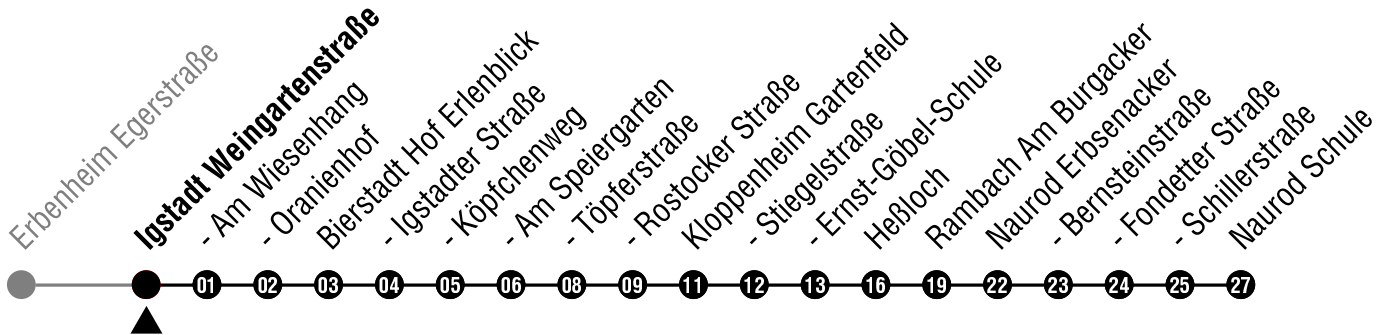 Erbenheim Egerstraße
Igstadt Weingartenstraße
- Am Wiesenhang
- Oranienhof
Bierstadt Hof Erlenblick
- Igstadter Straße
- Köpfchenweg
- Am Speiergarten
- Töpferstraße
- Rostocker Straße
Kloppenheim Gartenfeld
- Stiegelstraße
- Ernst-Göbel-Schule
Heßloch
Rambach Am Burgacker
Naurod Erbsenacker
- Bernsteinstraße
- Fondetter Straße
- Schillerstraße
Naurod Schule
01 02 03 04 05 06 08 09 11 12 13 16 19 22 23 24 25 27